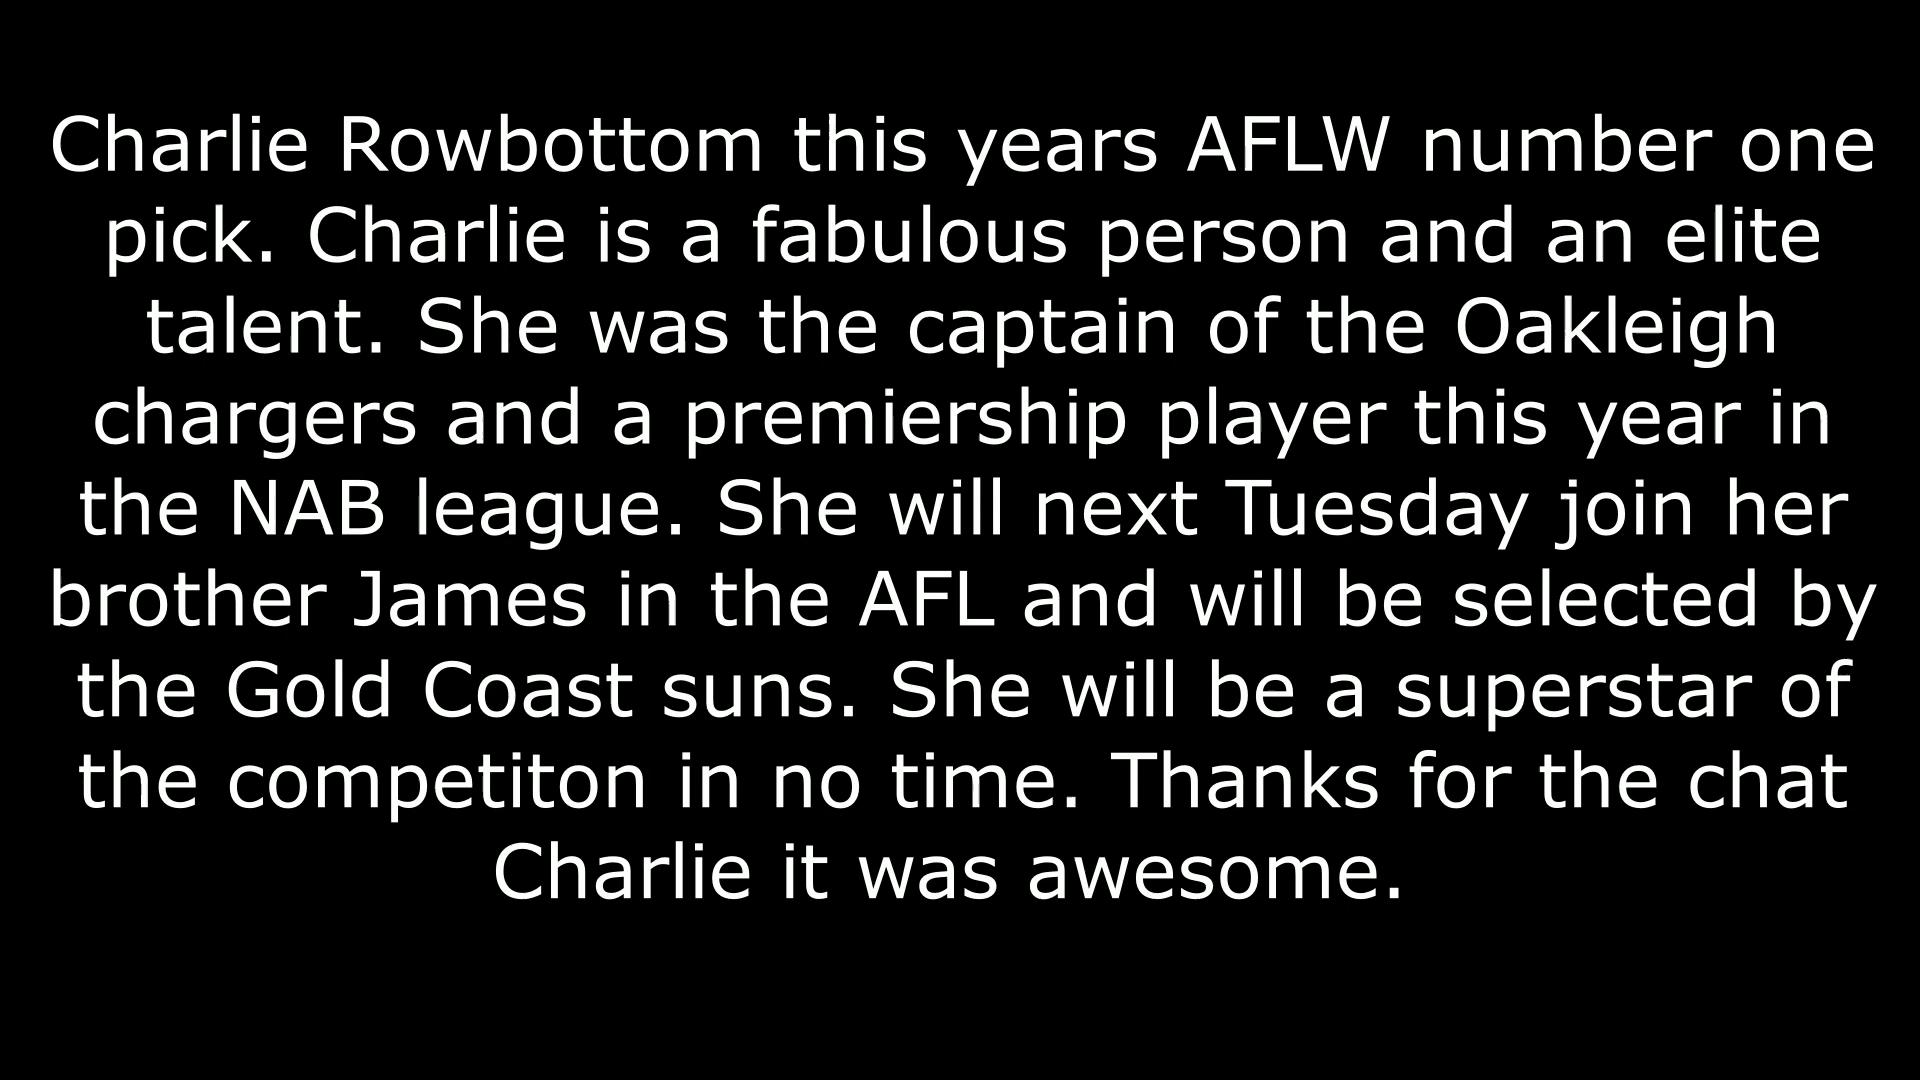 Charlie Rowbottom this years AFLW number one
pick. Charlie is a fabulous person and an elite
talent. She was the captain of the Oakleigh
chargers and a premiership player this year in
the NAB league. She will next Tuesday join her
brother James in the AFL and will be selected by
the Gold Coast suns. She will be a superstar of
the competiton in no time. Thanks for the chat
Charlie it was awesome.